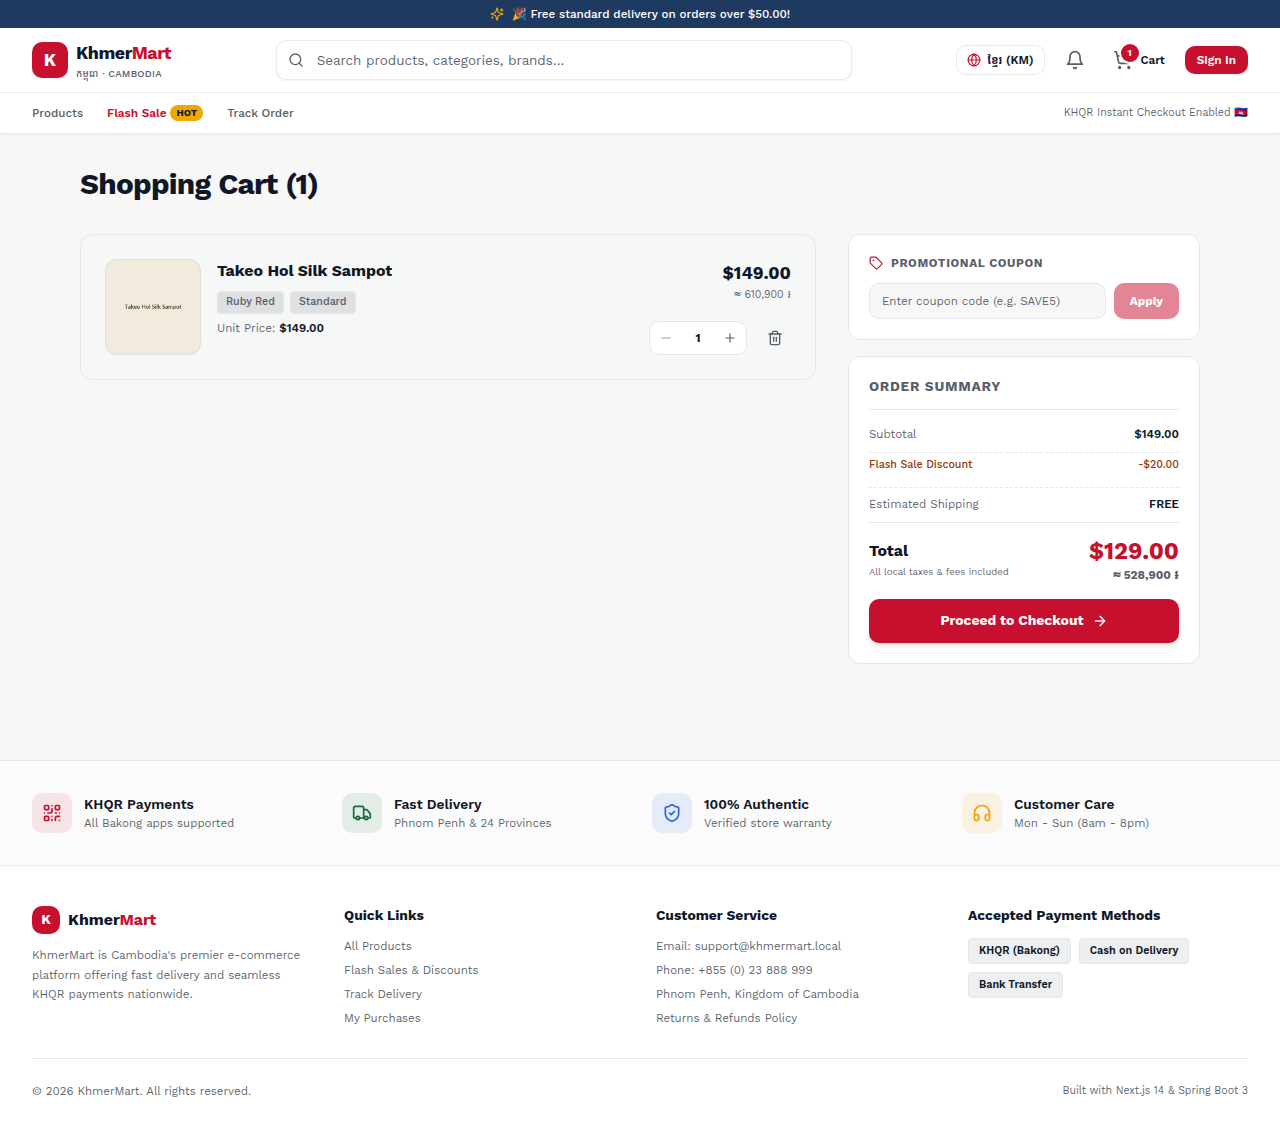 ✨ 🎉 Free standard delivery on orders over $50.00!
K KhmerMart
កម្ពុជា · CAMBODIA
Search products, categories, brands...
ខ្មែរ (KM)
1
Cart
Sign In
Products
Flash Sale HOT
Track Order
KHQR Instant Checkout Enabled 🇰🇭
Shopping Cart (1)
Takeo Hol Silk Sampot
Takeo Hol Silk Sampot
Ruby Red
Standard
Unit Price: $149.00
$149.00
≈ 610,900 ៛
1
PROMOTIONAL COUPON
Enter coupon code (e.g. SAVE5)
Apply
ORDER SUMMARY
Subtotal $149.00
Flash Sale Discount -$20.00
Estimated Shipping FREE
Total $129.00
All local taxes & fees included
≈ 528,900 ៛
Proceed to Checkout →
KHQR Payments
All Bakong apps supported
Fast Delivery
Phnom Penh & 24 Provinces
100% Authentic
Verified store warranty
Customer Care
Mon - Sun (8am - 8pm)
K KhmerMart
KhmerMart is Cambodia's premier e-commerce
platform offering fast delivery and seamless
KHQR payments nationwide.
Quick Links
All Products
Flash Sales & Discounts
Track Delivery
My Purchases
Customer Service
Email: support@khmermart.local
Phone: +855 (0) 23 888 999
Phnom Penh, Kingdom of Cambodia
Returns & Refunds Policy
Accepted Payment Methods
KHQR (Bakong)
Cash on Delivery
Bank Transfer
© 2026 KhmerMart. All rights reserved.
Built with Next.js 14 & Spring Boot 3